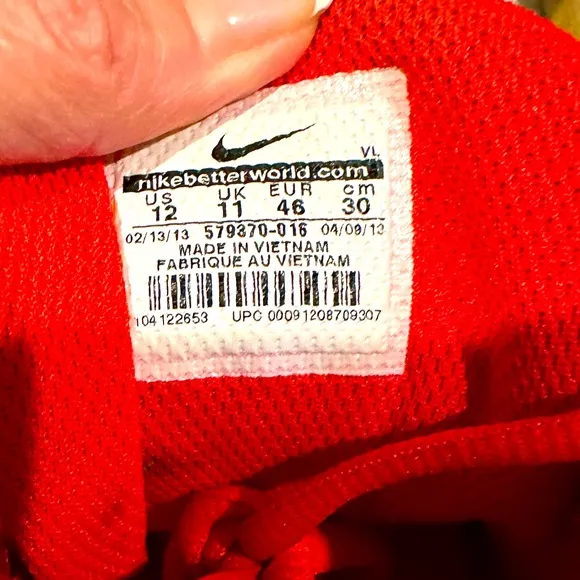 VL
nikebetterworld.com
US UK EUR cm
12 11 46 30
02/13/13 579370-016 04/09/13
MADE IN VIETNAM
FABRIQUE AU VIETNAM
104122653 UPC 00091208709307